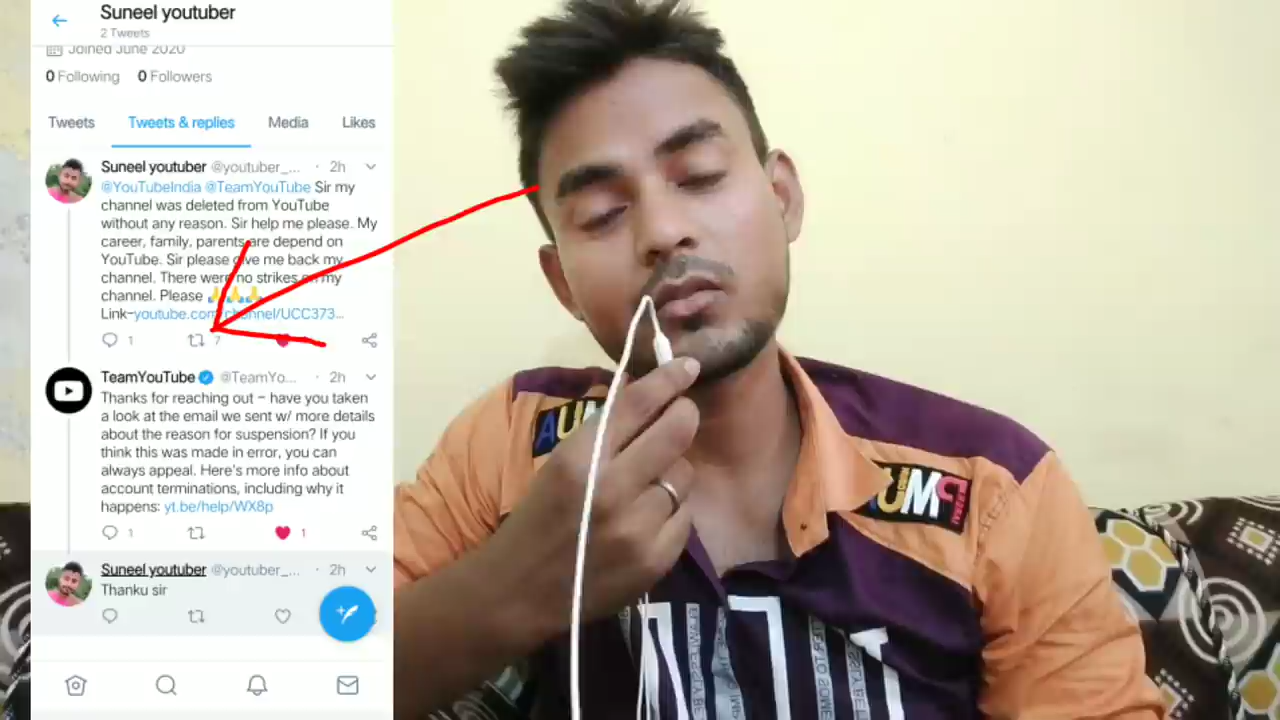 Suneel youtuber
2 Tweets
Joined June 2020
0 Following 0 Followers
Tweets Tweets & replies Media Likes
Suneel youtuber @youtuber_... · 2h
@YouTubeIndia @TeamYouTube Sir my
channel was deleted from YouTube
without any reason. Sir help me please. My
career, family, parents are depend on
YouTube. Sir please give me back my
channel. There were no strikes on my
channel. Please 🙏🙏🙏
Link-youtube.com/channel/UCC373...
1 7
TeamYouTube @TeamYo... · 2h
Thanks for reaching out – have you taken
a look at the email we sent w/ more details
about the reason for suspension? If you
think this was made in error, you can
always appeal. Here's more info about
account terminations, including why it
happens: yt.be/help/WX8p
1 1
Suneel youtuber @youtuber_... · 2h
Thanku sir
AUM